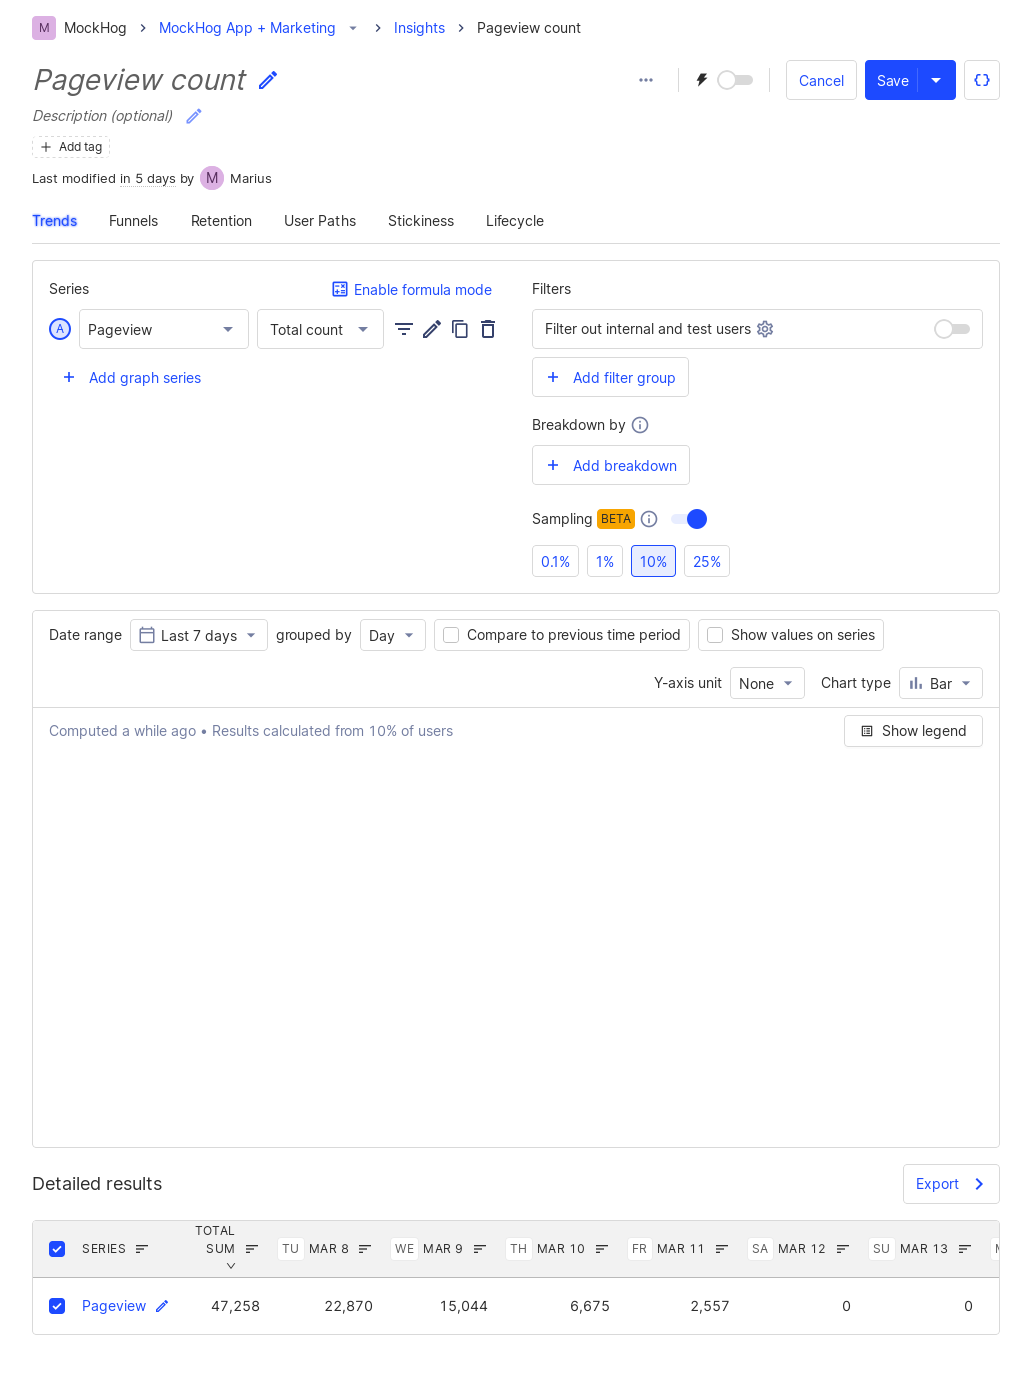 M MockHog MockHog App + Marketing Insights Pageview count
Pageview count
Cancel Save
Description (optional)
Add tag
Last modified in 5 days by M Marius
Trends Funnels Retention User Paths Stickiness Lifecycle
Series Enable formula mode Filters
A Pageview Total count Filter out internal and test users
Add graph series Add filter group
Breakdown by
Add breakdown
Sampling BETA
0.1% 1% 10% 25%
Date range Last 7 days grouped by Day Compare to previous time period Show values on series
Y-axis unit None Chart type Bar
Computed a while ago • Results calculated from 10% of users Show legend
Detailed results Export
SERIES TOTAL SUM TU MAR 8 WE MAR 9 TH MAR 10 FR MAR 11 SA MAR 12 SU MAR 13
Pageview 47,258 22,870 15,044 6,675 2,557 0 0